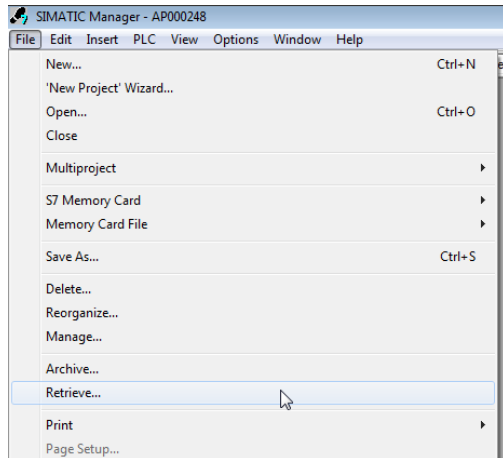 SIMATIC Manager - AP000248
File Edit Insert PLC View Options Window Help
New... Ctrl+N
'New Project' Wizard...
Open... Ctrl+O
Close
Multiproject
S7 Memory Card
Memory Card File
Save As... Ctrl+S
Delete...
Reorganize...
Manage...
Archive...
Retrieve...
Print
Page Setup...